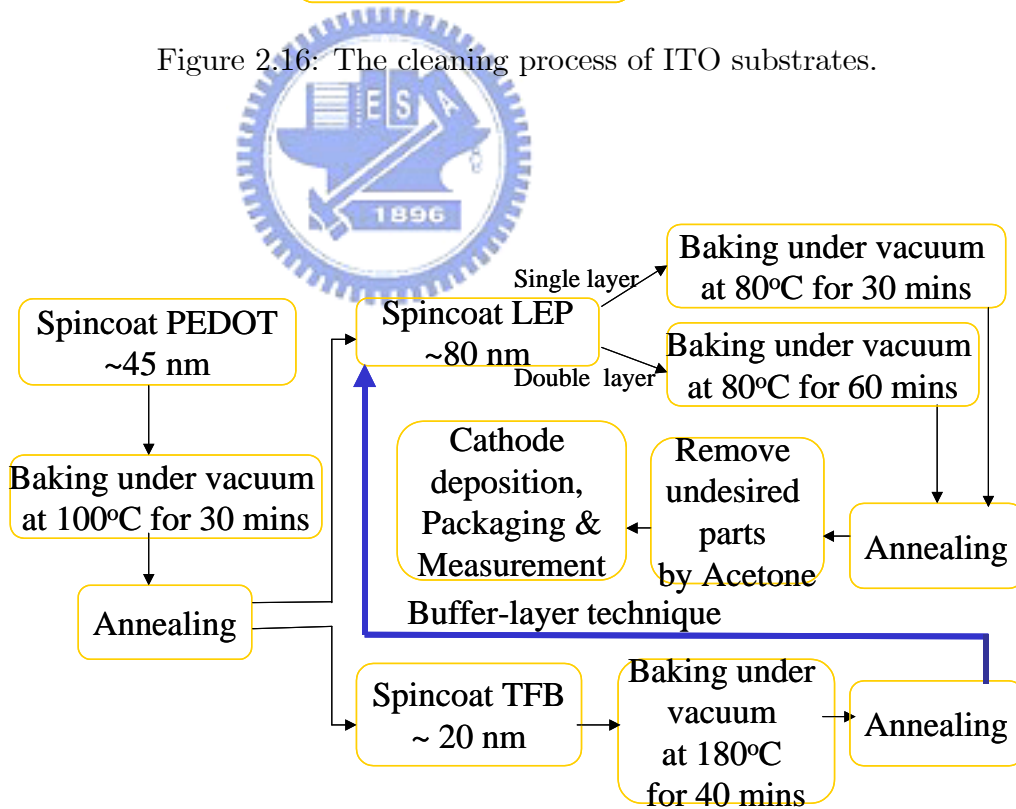 Figure 2.16: The cleaning process of ITO substrates.
E S A
1896
Spincoat PEDOT
~45 nm
Baking under vacuum
at 100°C for 30 mins
Annealing
Spincoat LEP
~80 nm
Single layer
Double layer
Baking under vacuum
at 80°C for 30 mins
Baking under vacuum
at 80°C for 60 mins
Annealing
Remove
undesired
parts
by Acetone
Cathode
deposition,
Packaging &
Measurement
Buffer-layer technique
Spincoat TFB
~ 20 nm
Baking under
vacuum
at 180°C
for 40 mins
Annealing